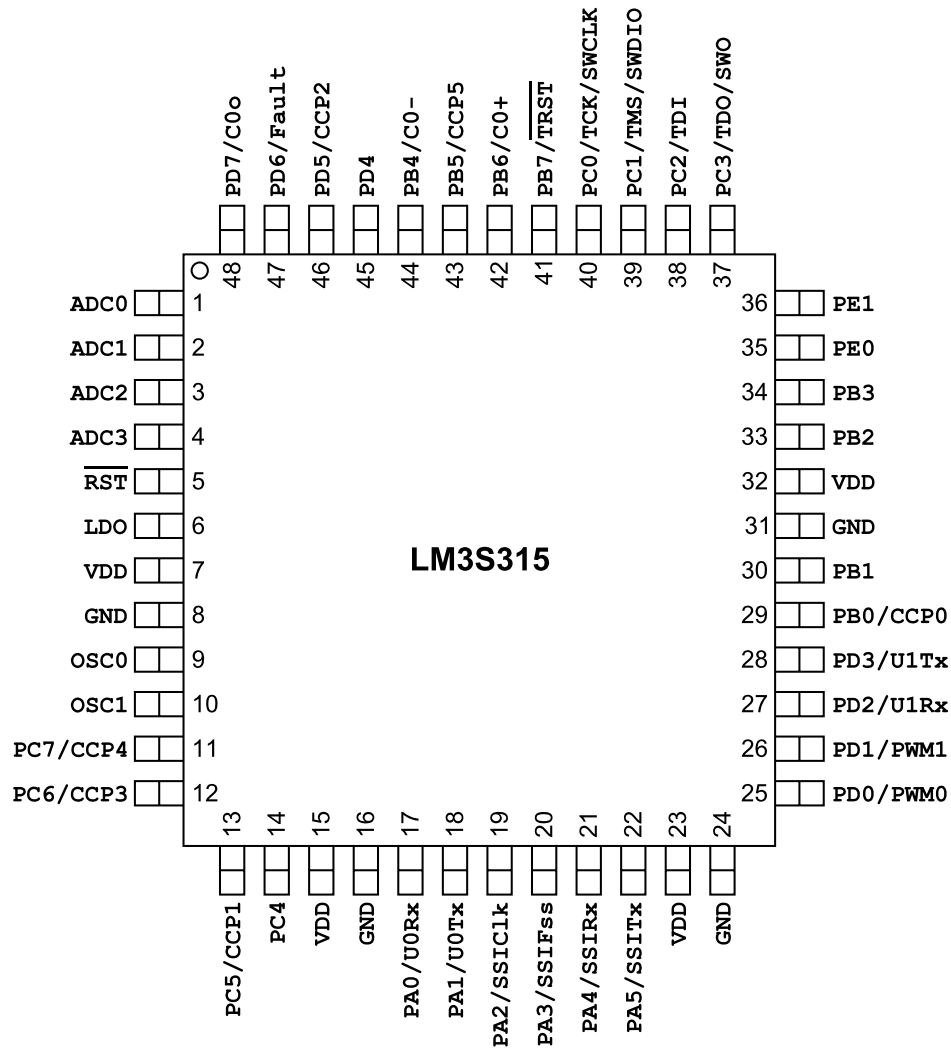 PD7/C0o
PD6/Fault
PD5/CCP2
PD4
PB4/C0-
PB5/CCP5
PB6/C0+
PB7/TRST
PC0/TCK/SWCLK
PC1/TMS/SWDIO
PC2/TDI
PC3/TDO/SWO
48
47
46
45
44
43
42
41
40
39
38
37
ADC0 1
ADC1 2
ADC2 3
ADC3 4
RST 5
LDO 6
VDD 7
GND 8
OSC0 9
OSC1 10
PC7/CCP4 11
PC6/CCP3 12
LM3S315
36 PE1
35 PE0
34 PB3
33 PB2
32 VDD
31 GND
30 PB1
29 PB0/CCP0
28 PD3/U1Tx
27 PD2/U1Rx
26 PD1/PWM1
25 PD0/PWM0
13
14
15
16
17
18
19
20
21
22
23
24
PC5/CCP1
PC4
VDD
GND
PA0/U0Rx
PA1/U0Tx
PA2/SSIClk
PA3/SSIFss
PA4/SSIRx
PA5/SSITx
VDD
GND